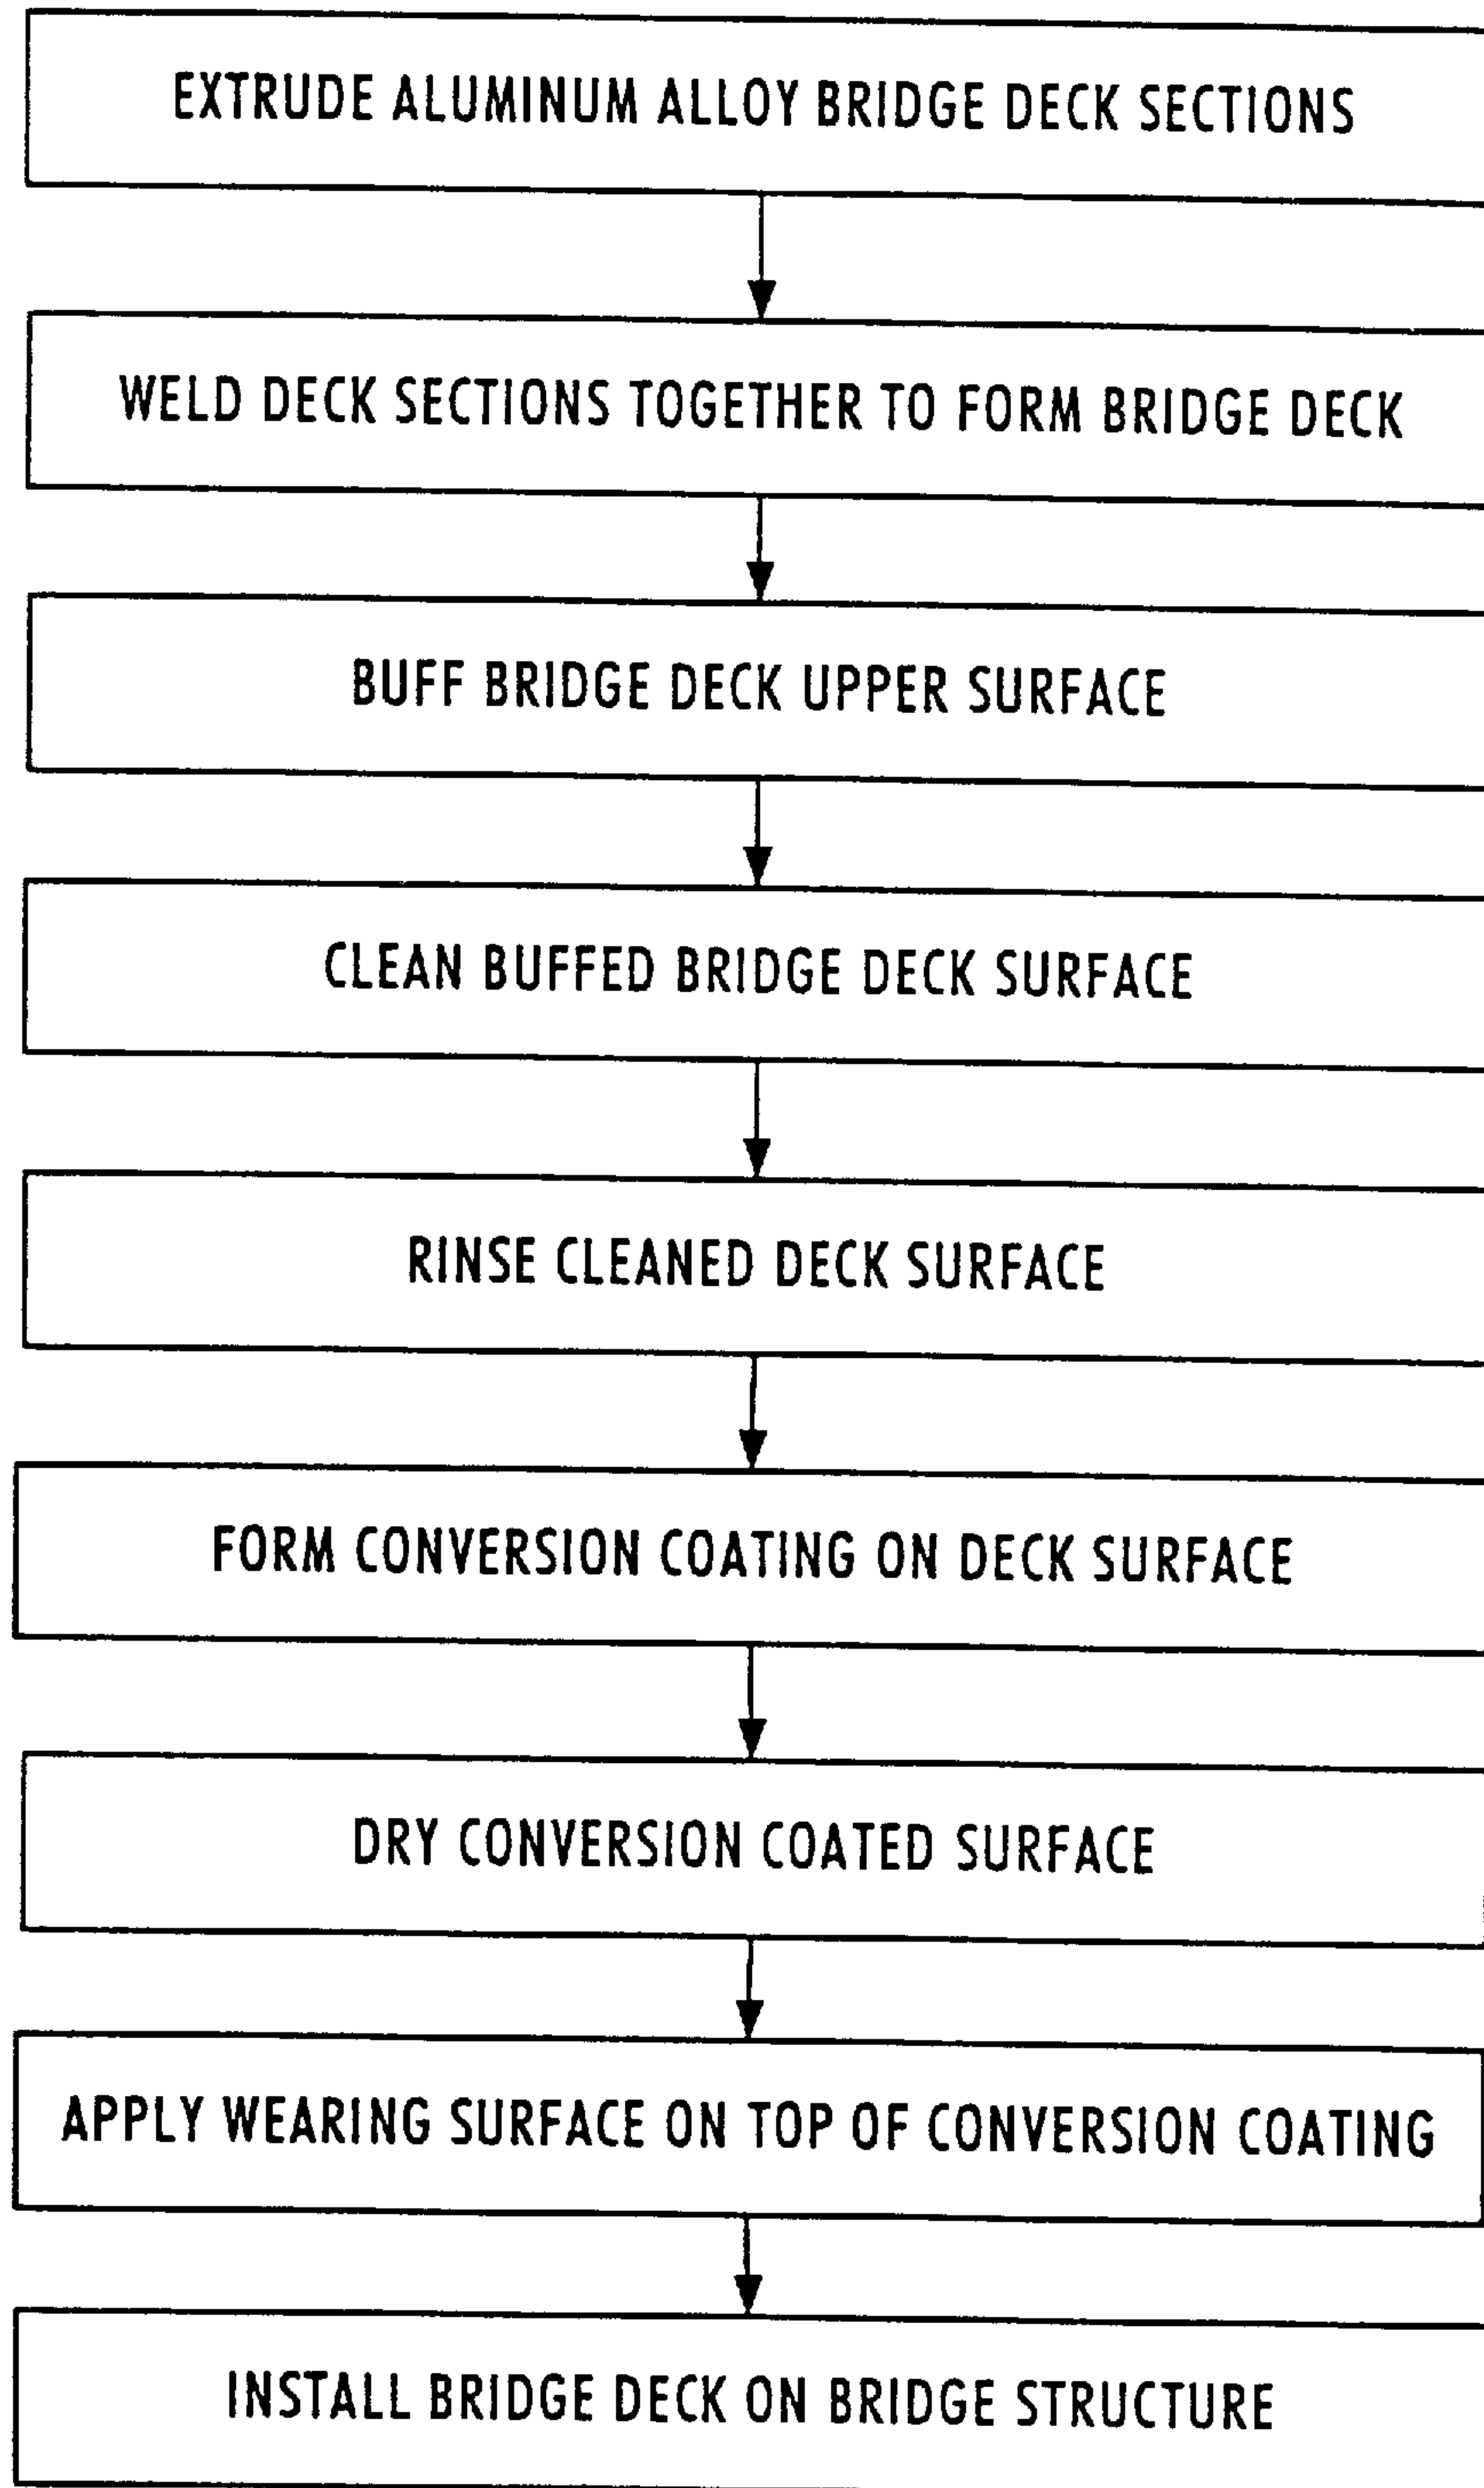 EXTRUDE ALUMINUM ALLOY BRIDGE DECK SECTIONS
WELD DECK SECTIONS TOGETHER TO FORM BRIDGE DECK
BUFF BRIDGE DECK UPPER SURFACE
CLEAN BUFFED BRIDGE DECK SURFACE
RINSE CLEANED DECK SURFACE
FORM CONVERSION COATING ON DECK SURFACE
DRY CONVERSION COATED SURFACE
APPLY WEARING SURFACE ON TOP OF CONVERSION COATING
INSTALL BRIDGE DECK ON BRIDGE STRUCTURE